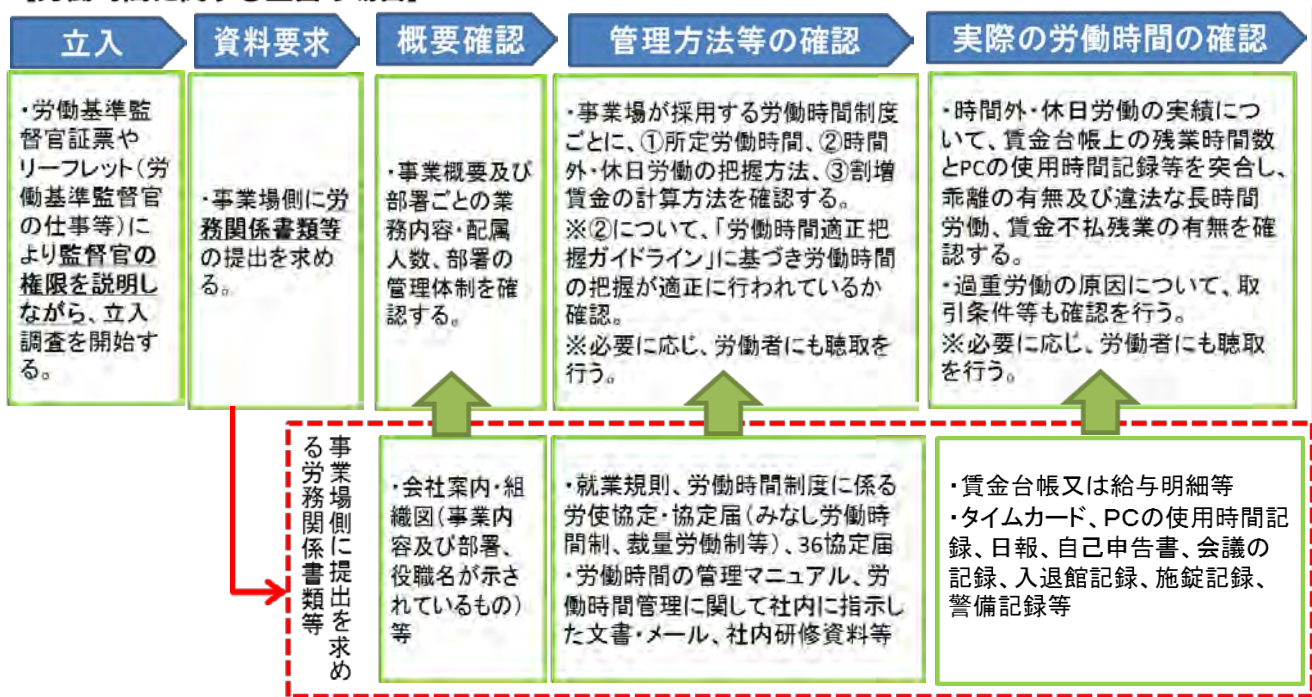 立入
資料要求
概要確認
管理方法等の確認
実際の労働時間の確認
・労働基準監
督官証票や
リーフレット(労
働基準監督官
の仕事等)に
より監督官の
権限を説明し
ながら、立入
調査を開始す
る。
・事業場側に労
務関係書類等
の提出を求め
る。
・事業概要及び
部署ごとの業
務内容・配属
人数、部署の
管理体制を確
認する。
・事業場が採用する労働時間制度
ごとに、①所定労働時間、②時間
外・休日労働の把握方法、③割増
賃金の計算方法を確認する。
※②について、「労働時間適正把
握ガイドライン」に基づき労働時間
の把握が適正に行われているか
確認。
※必要に応じ、労働者にも聴取を
行う。
・時間外・休日労働の実績につ
いて、賃金台帳上の残業時間数
とPCの使用時間記録等を突合し、
乖離の有無及び違法な長時間
労働、賃金不払残業の有無を確
認する。
・過重労働の原因について、取
引条件等も確認を行う。
※必要に応じ、労働者にも聴取
を行う。
事業場側に提出を求め
る労務関係書類等
・会社案内・組
織図(事業内
容及び部署、
役職名が示さ
れているもの)
等
・就業規則、労働時間制度に係る
労使協定・協定届(みなし労働時
間制、裁量労働制等)、36協定届
・労働時間の管理マニュアル、労
働時間管理に関して社内に指示し
た文書・メール、社内研修資料等
・賃金台帳又は給与明細等
・タイムカード、PCの使用時間記
録、日報、自己申告書、会議の
記録、入退館記録、施錠記録、
警備記録等